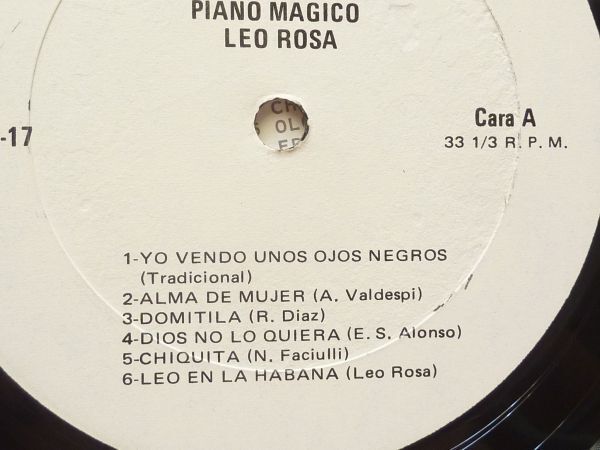 PIANO MAGICO
LEO ROSA
-17
Cara A
33 1/3 R. P. M.
OL
1-YO VENDO UNOS OJOS NEGROS
(Tradicional)
2-ALMA DE MUJER (A. Valdespi)
3-DOMITILA (R. Diaz)
4-DIOS NO LO QUIERA (E. S. Alonso)
5-CHIQUITA (N. Faciulli)
6-LEO EN LA HABANA (Leo Rosa)